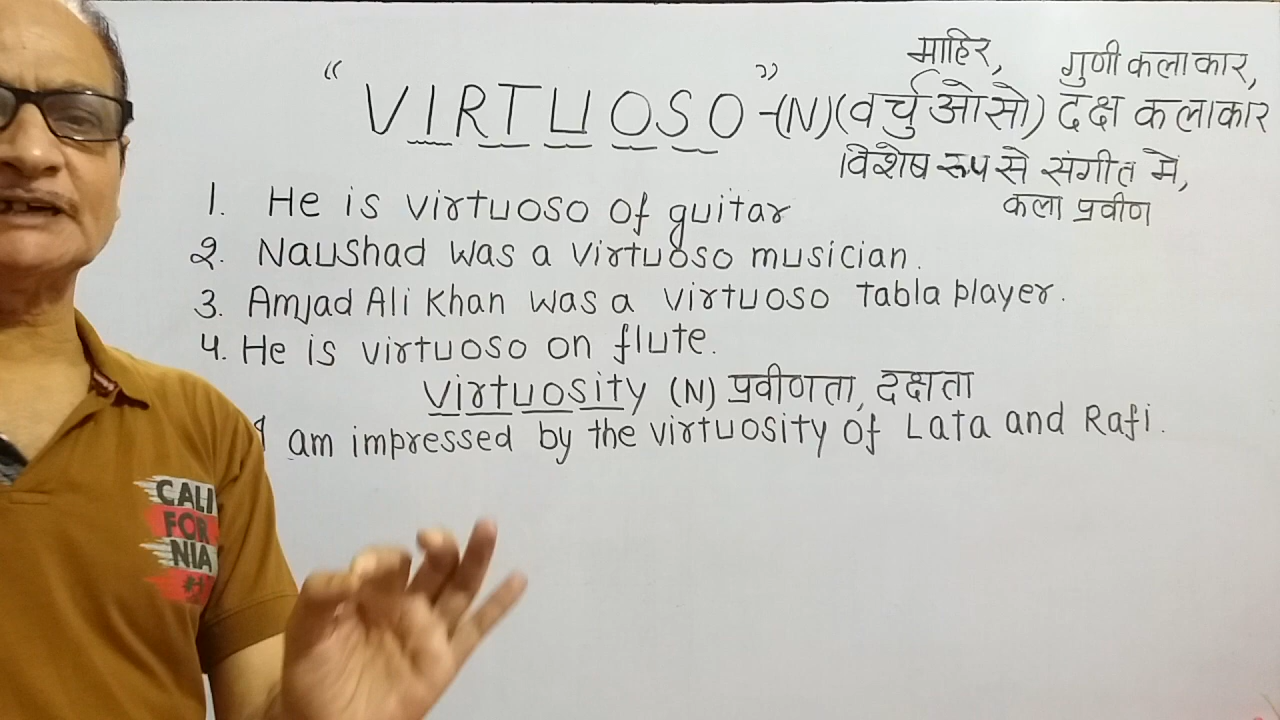 माहिर, गुणी कलाकार,
"VIRTUOSO" -(N) (वर्चुओसो) दक्ष कलाकार
विशेष रूप से संगीत मे,
कला प्रवीण
1. He is virtuoso of guitar
2. Naushad was a virtuoso musician.
3. Amjad Ali Khan was a virtuoso tabla player.
4. He is virtuoso on flute.
virtuosity (N) प्रवीणता, दक्षता
I am impressed by the virtuosity of Lata and Rafi.
CALI
FOR
NIA